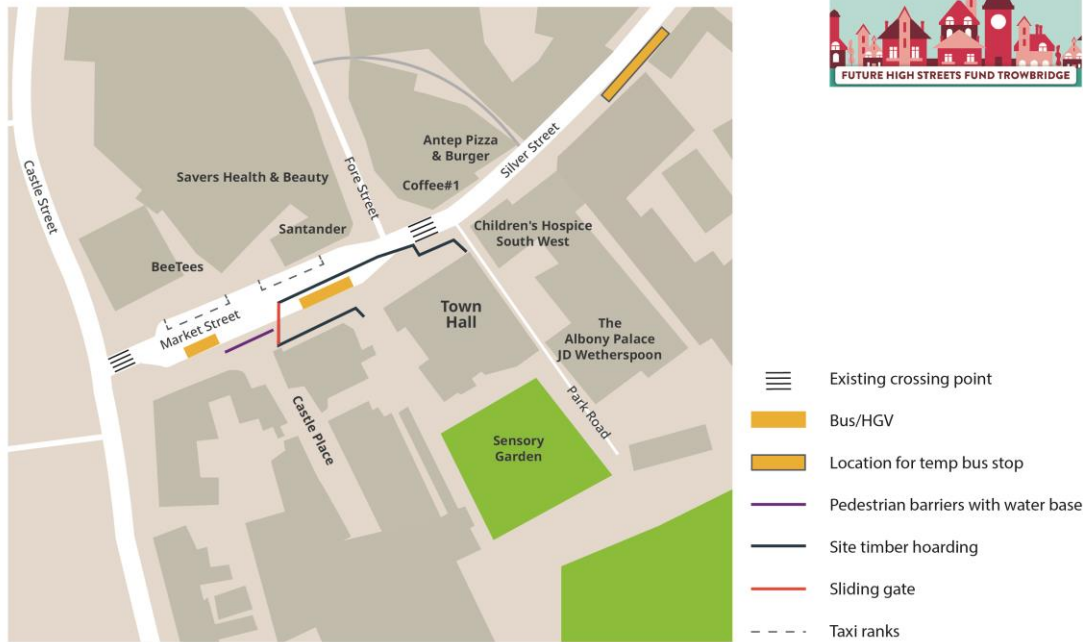 FUTURE HIGH STREETS FUND TROWBRIDGE
Castle Street
Savers Health & Beauty
Fore Street
Antep Pizza
& Burger
Coffee#1
Silver Street
Santander
Children's Hospice
South West
BeeTees
Market Street
Town
Hall
The
Albony Palace
JD Wetherspoon
Castle Place
Park Road
Sensory
Garden
Existing crossing point
Bus/HGV
Location for temp bus stop
Pedestrian barriers with water base
Site timber hoarding
Sliding gate
Taxi ranks